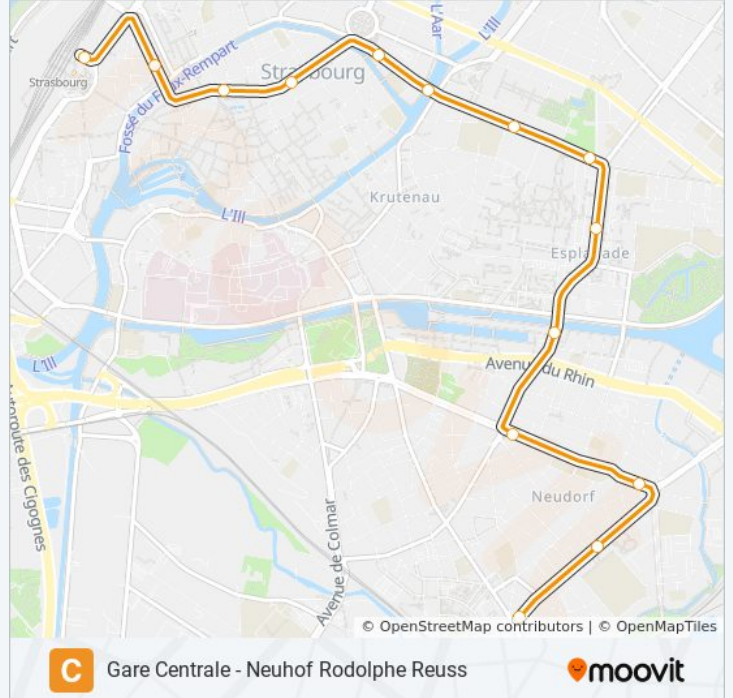 L'Aar
L'Ill
Strasbourg
Strasbourg
Fossé du Faux-Rempart
Krutenau
L'Ill
Esplanade
L'Ill
Avenue du Rhin
Autoroute des Cigognes
Neudorf
Avenue de Colmar
© OpenStreetMap contributors | © OpenMapTiles
C Gare Centrale - Neuhof Rodolphe Reuss
moovit